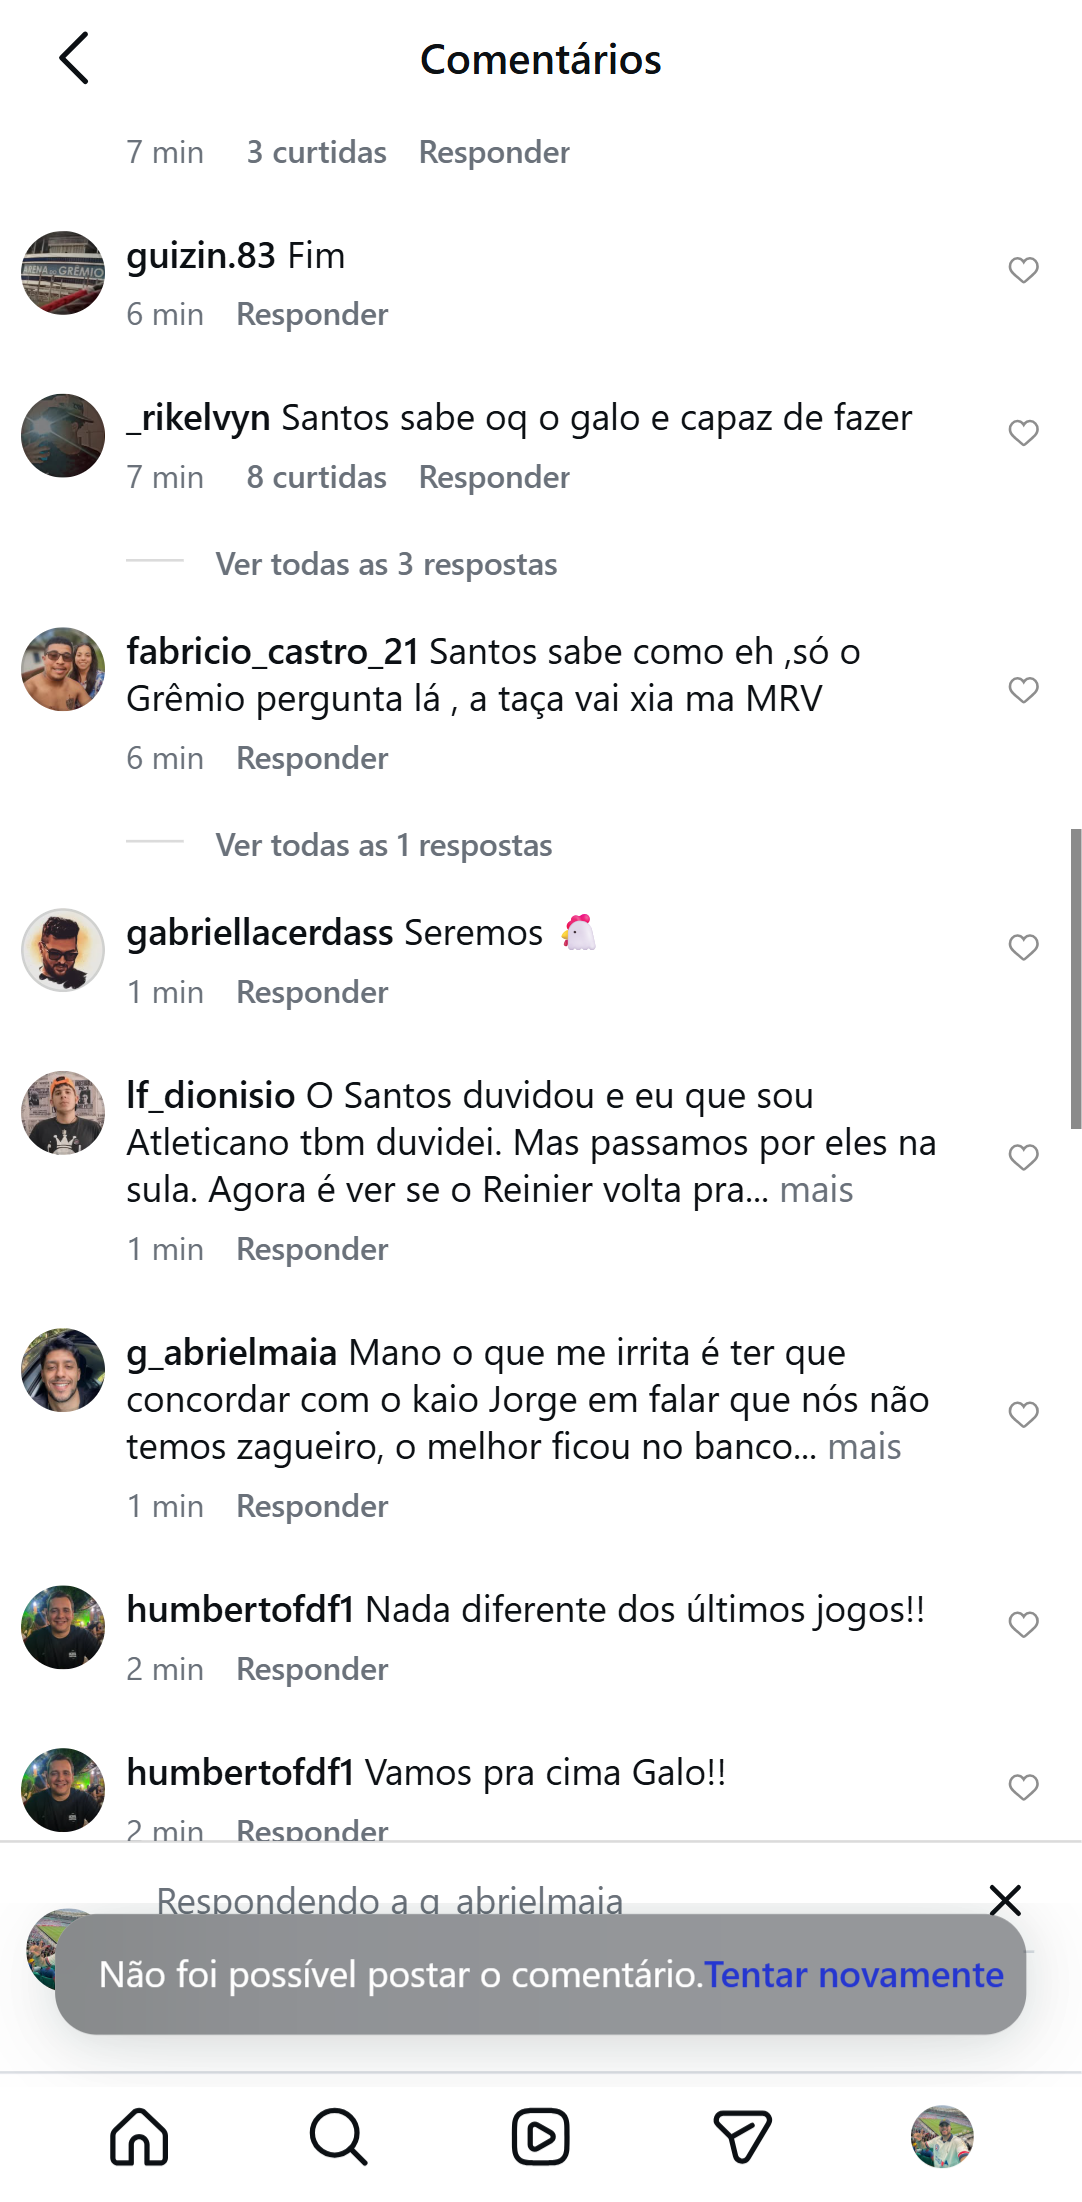 Comentários
7 min 3 curtidas Responder
guizin.83 Fim
6 min Responder
_rikelvyn Santos sabe oq o galo e capaz de fazer
7 min 8 curtidas Responder
Ver todas as 3 respostas
fabricio_castro_21 Santos sabe como eh ,só o
Grêmio pergunta lá , a taça vai xia ma MRV
6 min Responder
Ver todas as 1 respostas
gabriellacerdass Seremos 🐔
1 min Responder
lf_dionisio O Santos duvidou e eu que sou
Atleticano tbm duvidei. Mas passamos por eles na
sula. Agora é ver se o Reinier volta pra... mais
1 min Responder
g_abrielmaia Mano o que me irrita é ter que
concordar com o kaio Jorge em falar que nós não
temos zagueiro, o melhor ficou no banco... mais
1 min Responder
humbertofdf1 Nada diferente dos últimos jogos!!
2 min Responder
humbertofdf1 Vamos pra cima Galo!!
2 min Responder
Respondendo a g_abrielmaia
Não foi possível postar o comentário.Tentar novamente
ARENA DO GRÊMIO